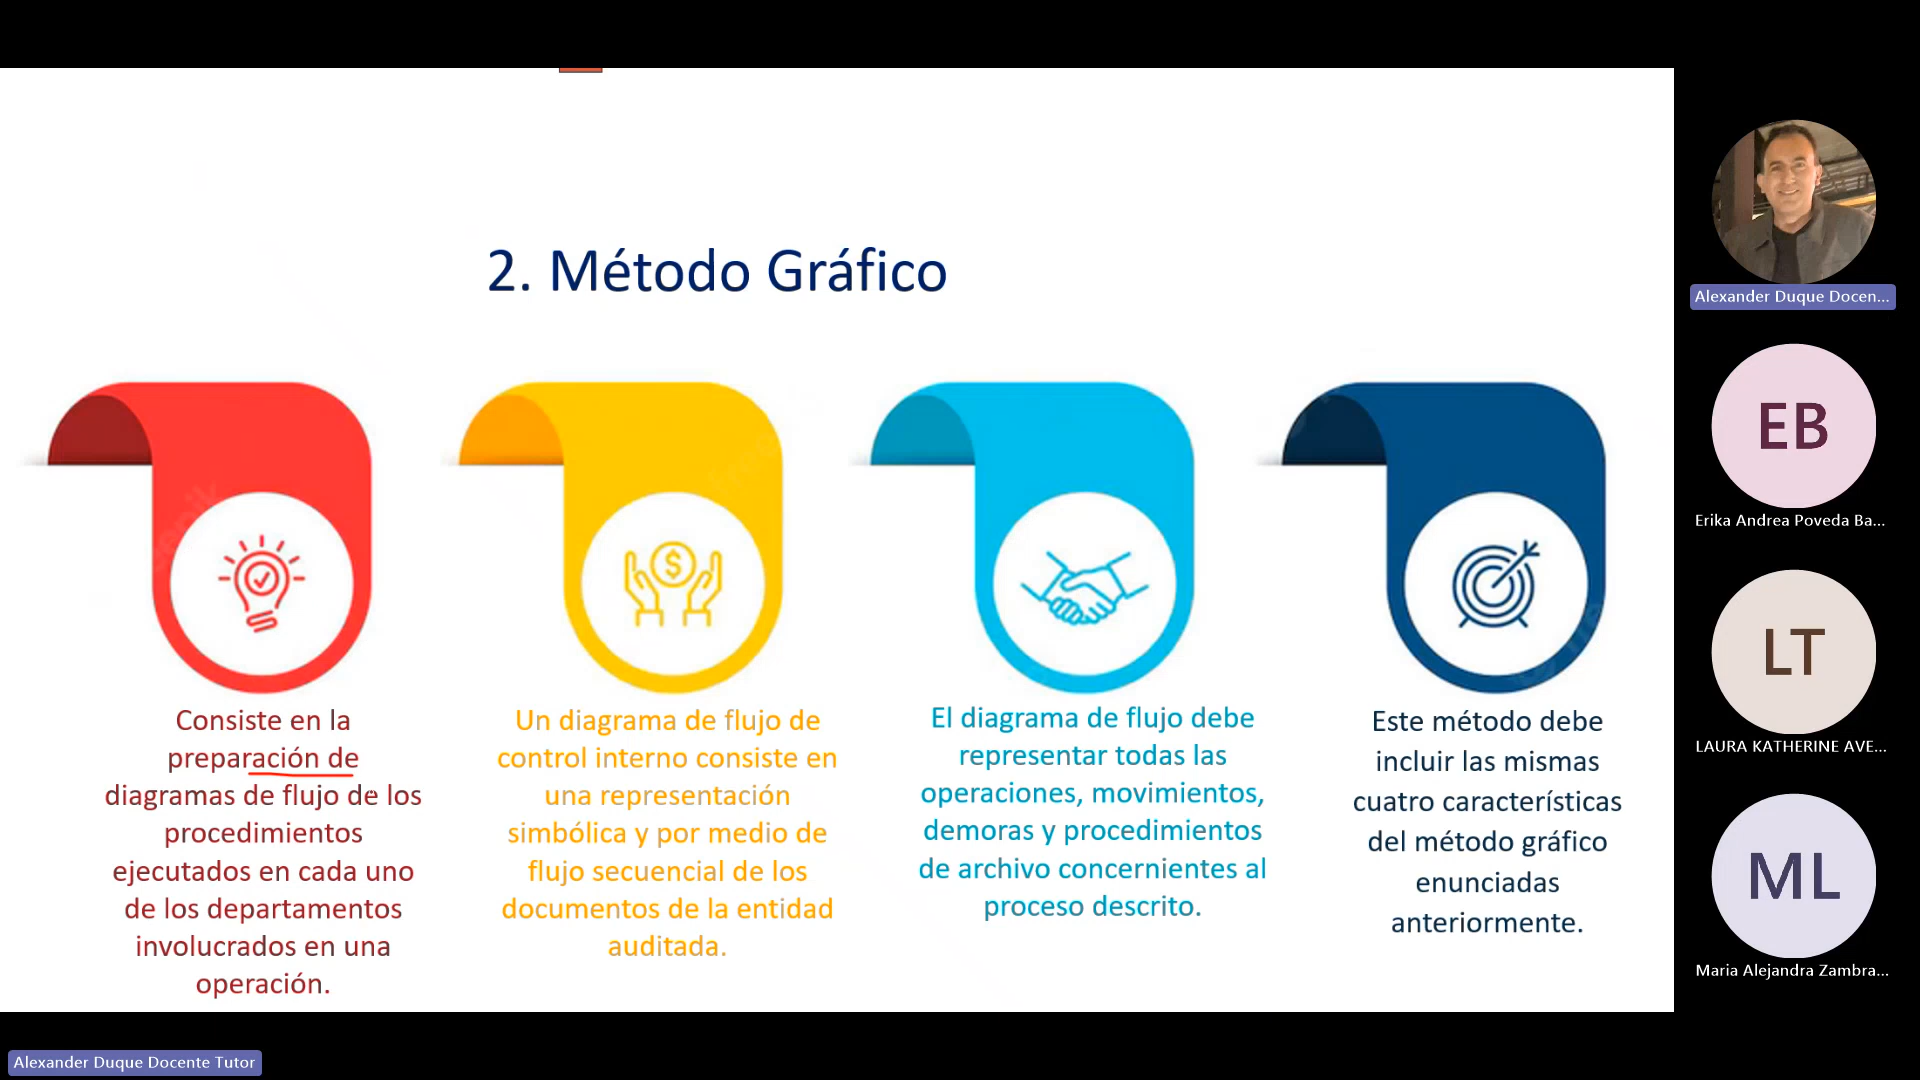 2. Método Gráfico
Consiste en la
preparación de
diagramas de flujo de los
procedimientos
ejecutados en cada uno
de los departamentos
involucrados en una
operación.
Un diagrama de flujo de
control interno consiste en
una representación
simbólica y por medio de
flujo secuencial de los
documentos de la entidad
auditada.
El diagrama de flujo debe
representar todas las
operaciones, movimientos,
demoras y procedimientos
de archivo concernientes al
proceso descrito.
Este método debe
incluir las mismas
cuatro características
del método gráfico
enunciadas
anteriormente.
$
Alexander Duque Docen...
EB
Erika Andrea Poveda Ba...
LT
LAURA KATHERINE AVE...
ML
Maria Alejandra Zambra...
Alexander Duque Docente Tutor